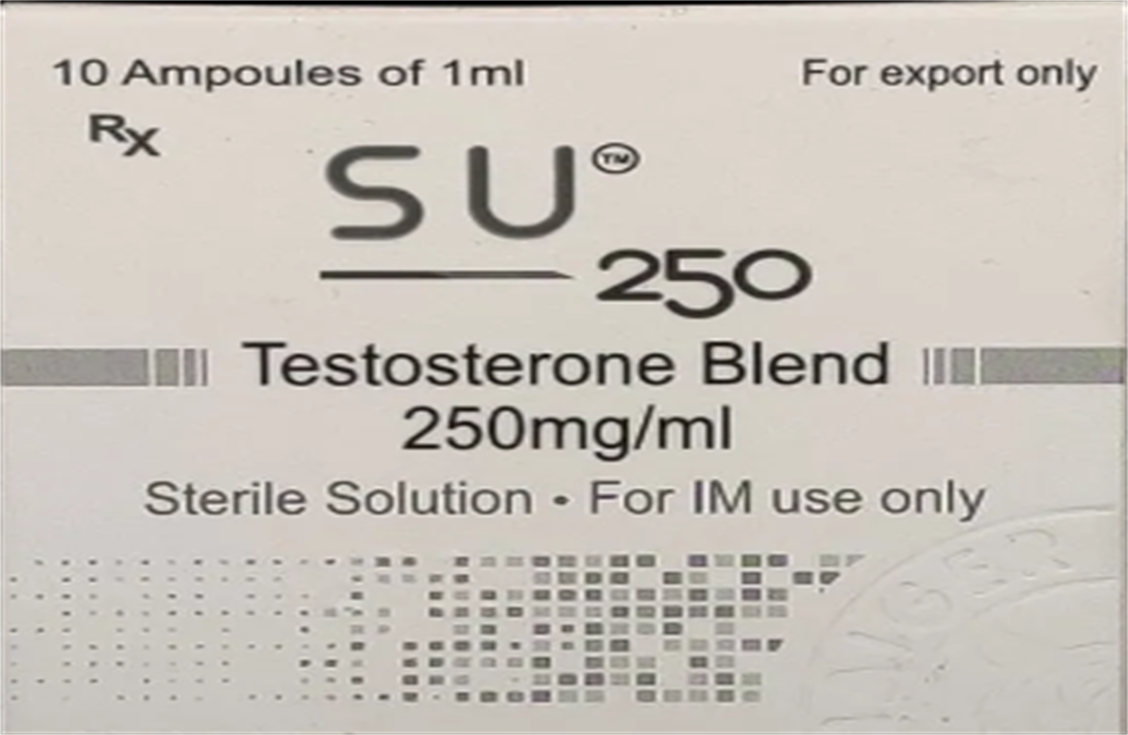 10 Ampoules of 1ml
For export only
Rx
SU™
250
Testosterone Blend
250mg/ml
Sterile Solution • For IM use only